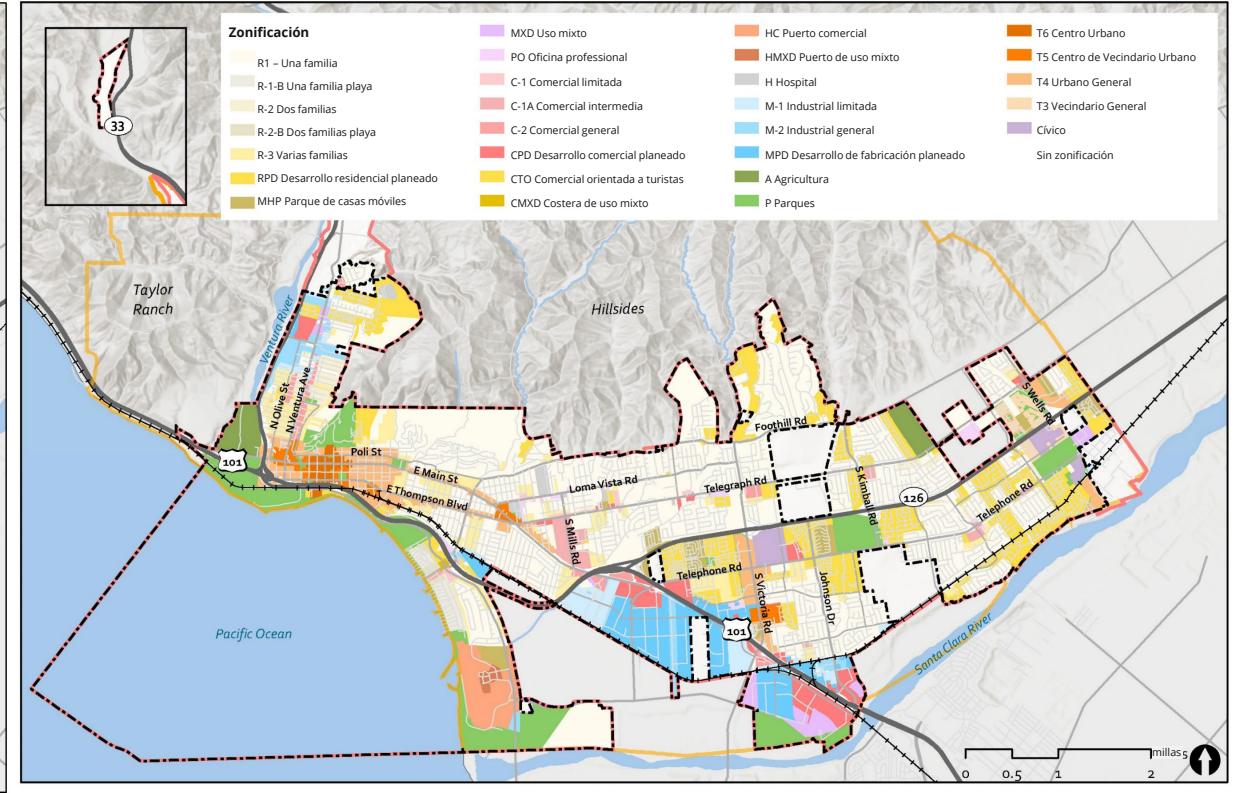 Zonificación
R1 – Una familia
R-1-B Una familia playa
R-2 Dos familias
R-2-B Dos familias playa
R-3 Varias familias
RPD Desarrollo residencial planeado
MHP Parque de casas móviles
MXD Uso mixto
PO Oficina professional
C-1 Comercial limitada
C-1A Comercial intermedia
C-2 Comercial general
CPD Desarrollo comercial planeado
CTO Comercial orientada a turistas
CMXD Costera de uso mixto
HC Puerto comercial
HMXD Puerto de uso mixto
H Hospital
M-1 Industrial limitada
M-2 Industrial general
MPD Desarrollo de fabricación planeado
A Agricultura
P Parques
T6 Centro Urbano
T5 Centro de Vecindario Urbano
T4 Urbano General
T3 Vecindario General
Cívico
Sin zonificación
33
Taylor
Ranch
Ventura River
Hillsides
N Olive St
N Ventura Ave
Poli St
101
E Main St
E Thompson Blvd
Loma Vista Rd
Telegraph Rd
Foothill Rd
S Kimball Rd
S Wells Rd
126
Telephone Rd
S Mills Rd
Telephone Rd
S Victoria Rd
Johnson Dr
101
Pacific Ocean
Santa Clara River
millas
5
0
0.5
1
2